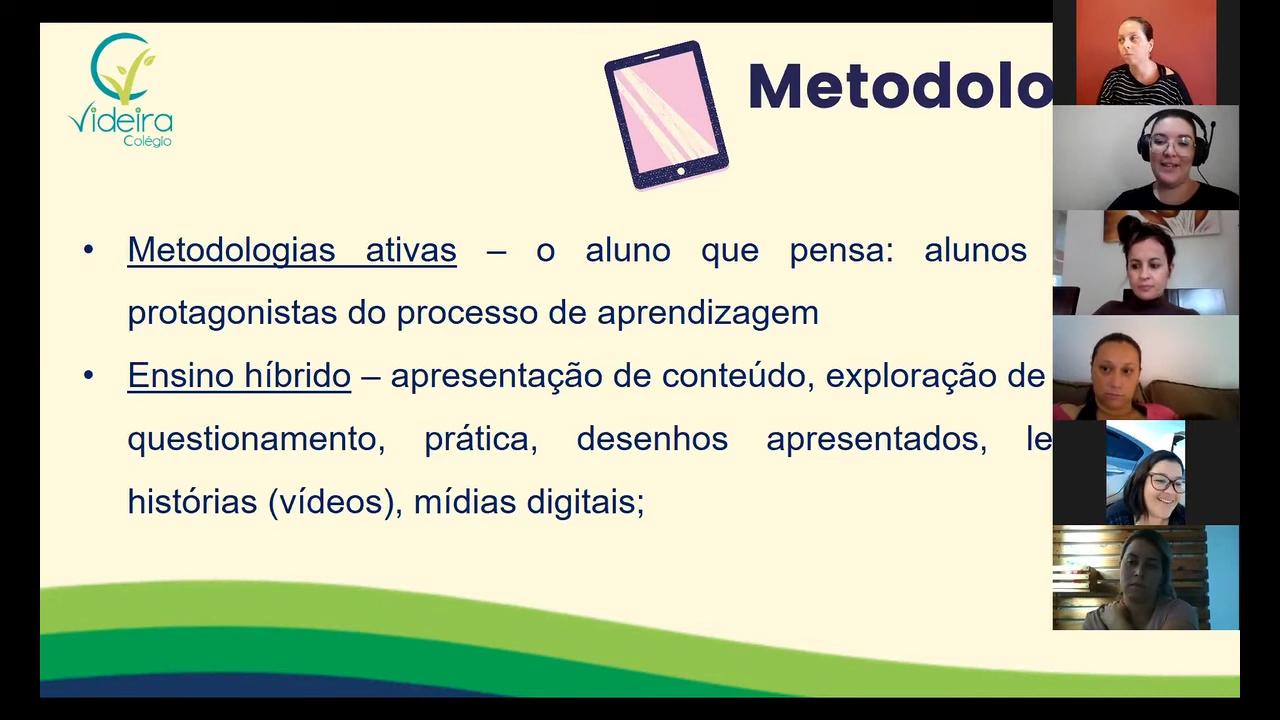 Videira
Colégio
Metodolo
• Metodologias ativas – o aluno que pensa: alunos
protagonistas do processo de aprendizagem
• Ensino híbrido – apresentação de conteúdo, exploração de
questionamento, prática, desenhos apresentados, le
histórias (vídeos), mídias digitais;